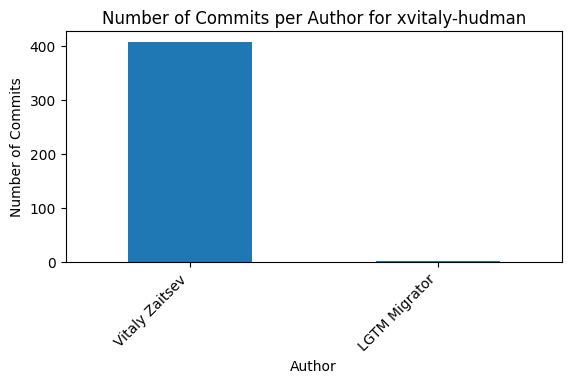 Number of Commits per Author for xvitaly-hudman
Number of Commits
400
300
200
100
0
Vitaly Zaitsev
LGTM Migrator
Author